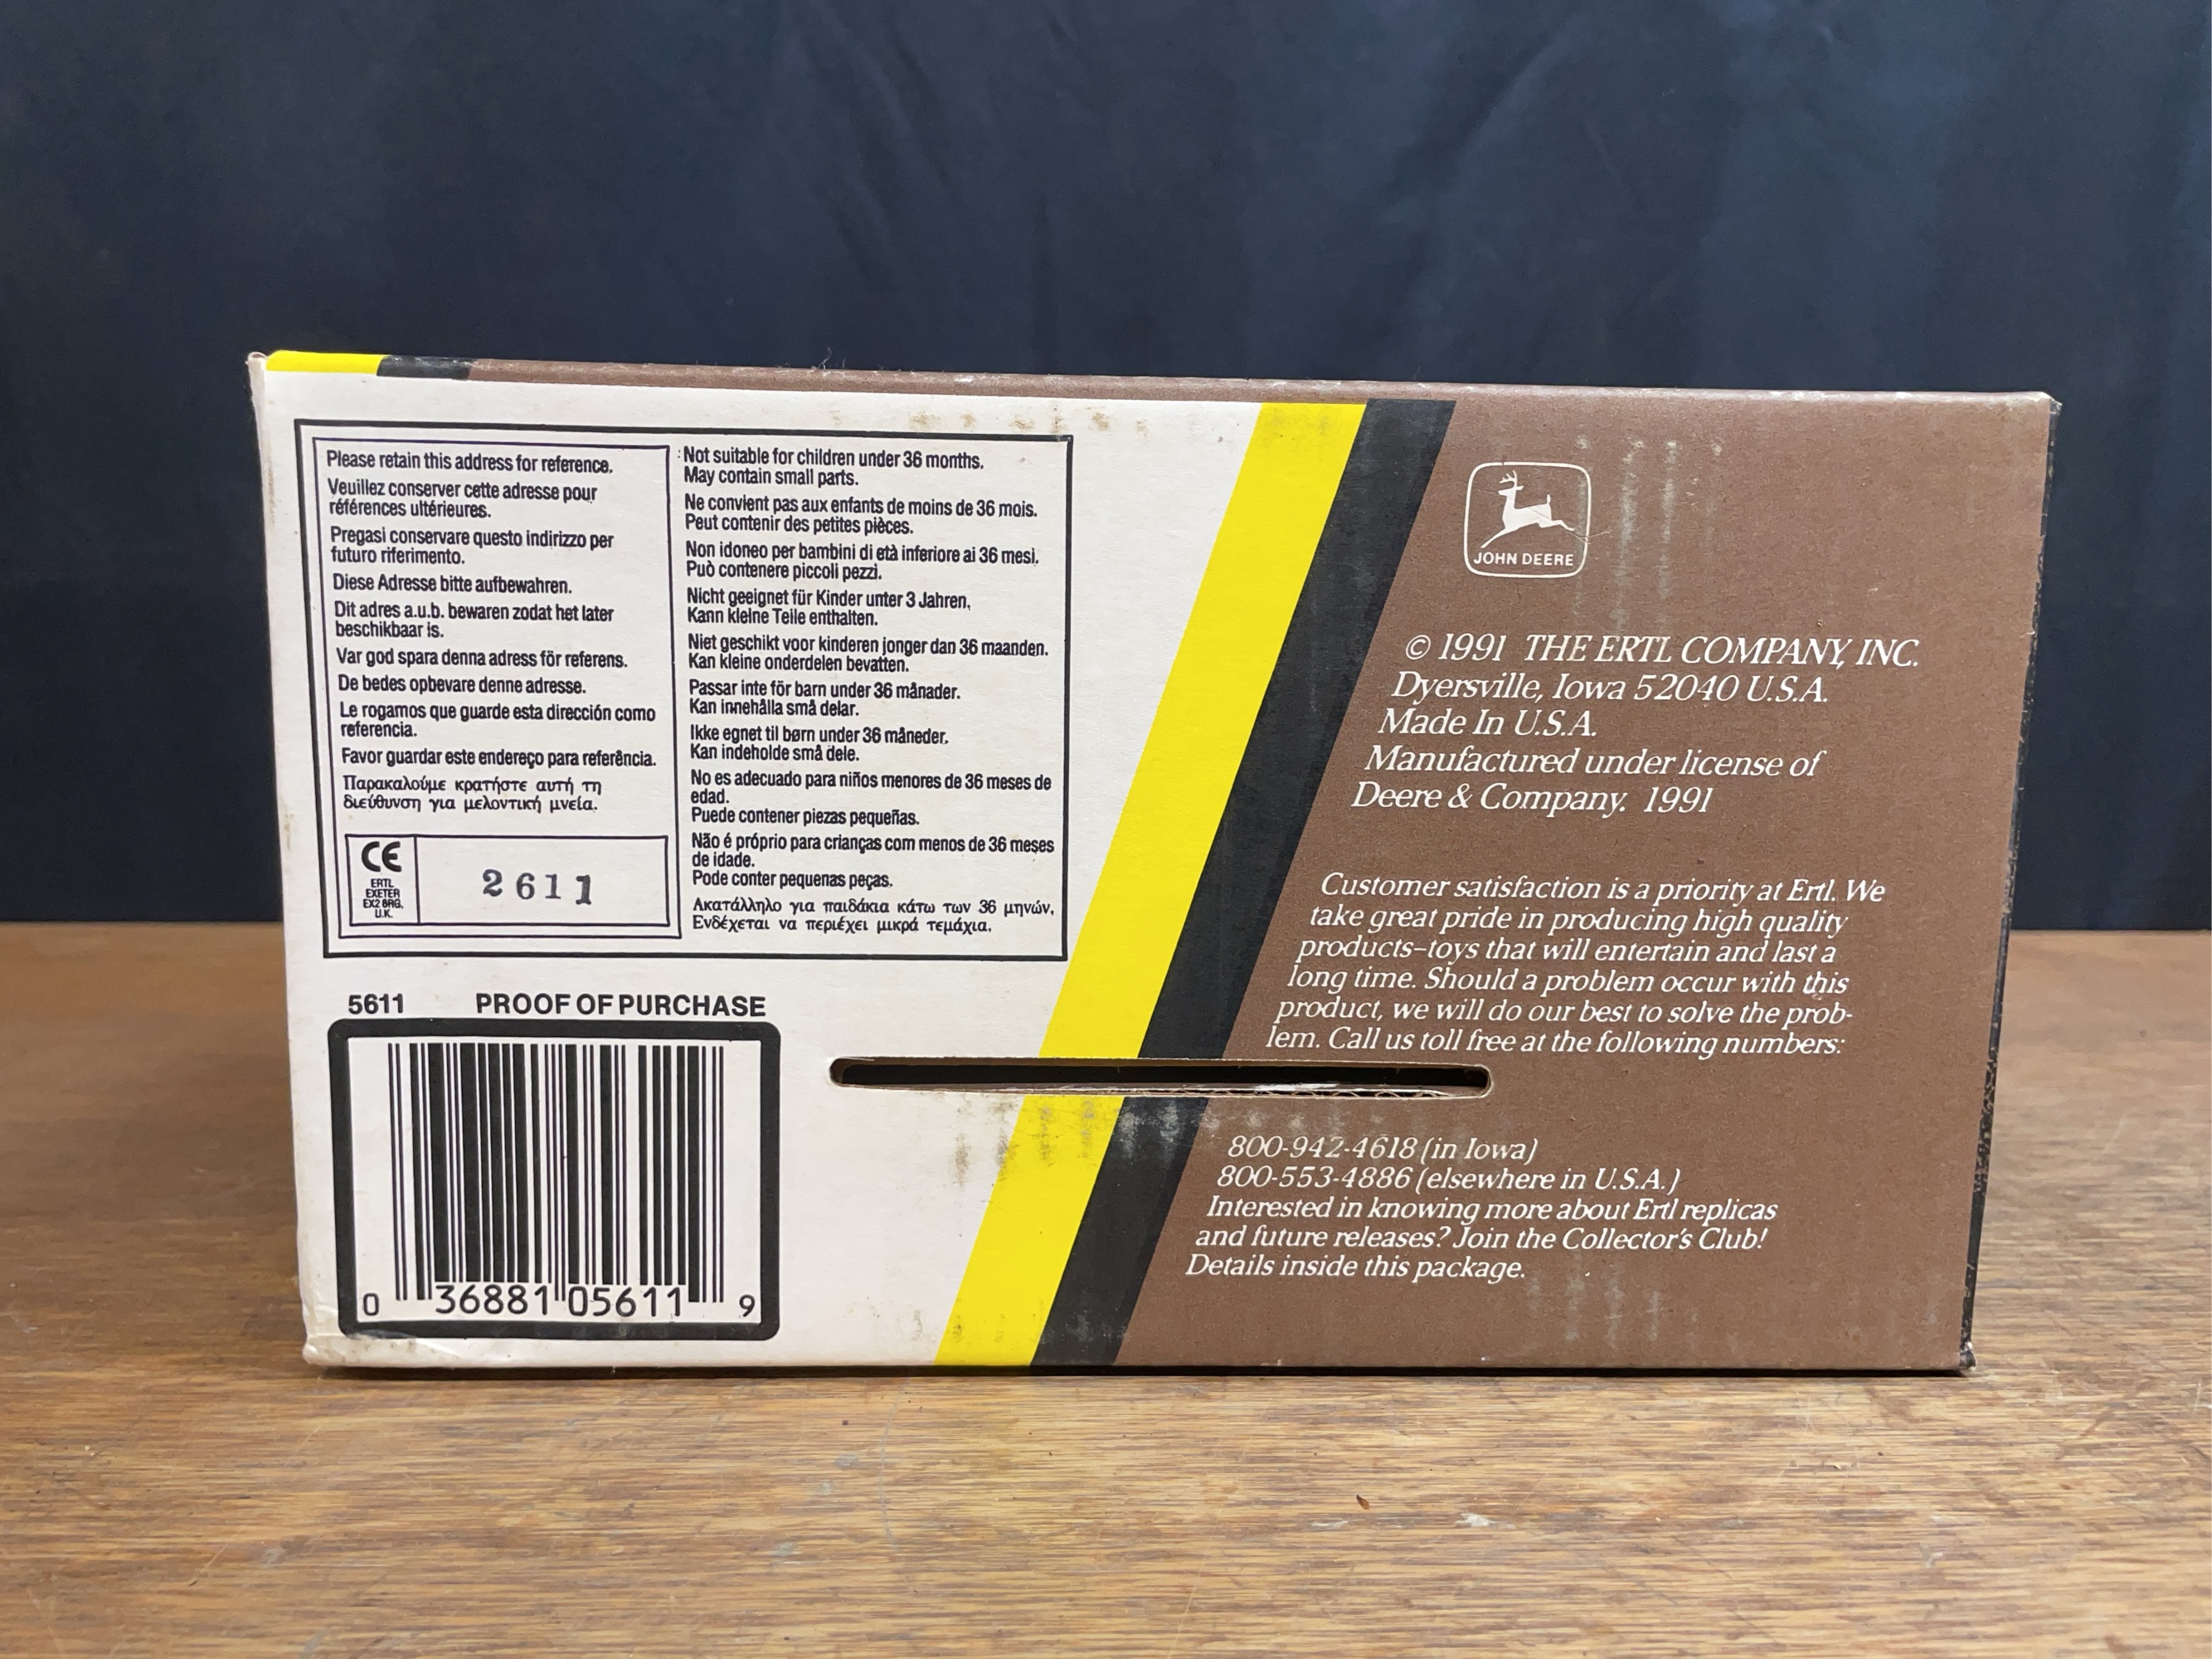 Please retain this address for reference.
Veuillez conserver cette adresse pour
références ultérieures.
Pregasi conservare questo indirizzo per
futuro riferimento.
Diese Adresse bitte aufbewahren.
Dit adres a.u.b. bewaren zodat het later
beschikbaar is.
Var god spara denna adress för referens.
De bedes opbevare denne adresse.
Le rogamos que guarde esta dirección como
referencia.
Favor guardar este endereço para referência.
Παρακαλούμε κρατήστε αυτή τη
διεύθυνση για μελοντική μνεία.
CE
ERTL
EXETER
EX2 8AG.
U.K.
2611
Not suitable for children under 36 months.
May contain small parts.
Ne convient pas aux enfants de moins de 36 mois.
Peut contenir des petites pièces.
Non idoneo per bambini di età inferiore ai 36 mesi.
Può contenere piccoli pezzi.
Nicht geeignet für Kinder unter 3 Jahren.
Kann kleine Teile enthalten.
Niet geschikt voor kinderen jonger dan 36 maanden.
Kan kleine onderdelen bevatten.
Passar inte för barn under 36 månader.
Kan innehålla små delar.
Ikke egnet til børn under 36 måneder.
Kan indeholde små dele.
No es adecuado para niños menores de 36 meses de
edad.
Puede contener piezas pequeñas.
Não é próprio para crianças com menos de 36 meses
de idade.
Pode conter pequenas peças.
Ακατάλληλο για παιδάκια κάτω των 36 μηνών.
Ενδέχεται να περιέχει μικρά τεμάχια.
5611 PROOF OF PURCHASE
0 36881 05611 9
JOHN DEERE
© 1991 THE ERTL COMPANY, INC.
Dyersville, Iowa 52040 U.S.A.
Made In U.S.A.
Manufactured under license of
Deere & Company. 1991
Customer satisfaction is a priority at Ertl. We
take great pride in producing high quality
products–toys that will entertain and last a
long time. Should a problem occur with this
product, we will do our best to solve the prob-
lem. Call us toll free at the following numbers:
800-942-4618 (in Iowa)
800-553-4886 (elsewhere in U.S.A.)
Interested in knowing more about Ertl replicas
and future releases? Join the Collector's Club!
Details inside this package.